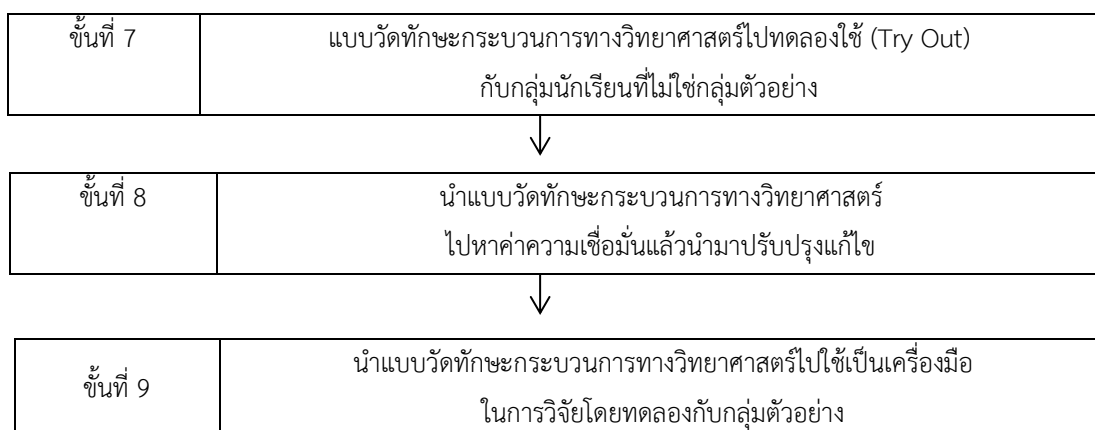 ขั้นที่ 7
แบบวัดทักษะกระบวนการทางวิทยาศาสตร์ไปทดลองใช้ (Try Out)
กับกลุ่มนักเรียนที่ไม่ใช่กลุ่มตัวอย่าง
ขั้นที่ 8
นำแบบวัดทักษะกระบวนการทางวิทยาศาสตร์
ไปหาค่าความเชื่อมั่นแล้วนำมาปรับปรุงแก้ไข
ขั้นที่ 9
นำแบบวัดทักษะกระบวนการทางวิทยาศาสตร์ไปใช้เป็นเครื่องมือ
ในการวิจัยโดยทดลองกับกลุ่มตัวอย่าง